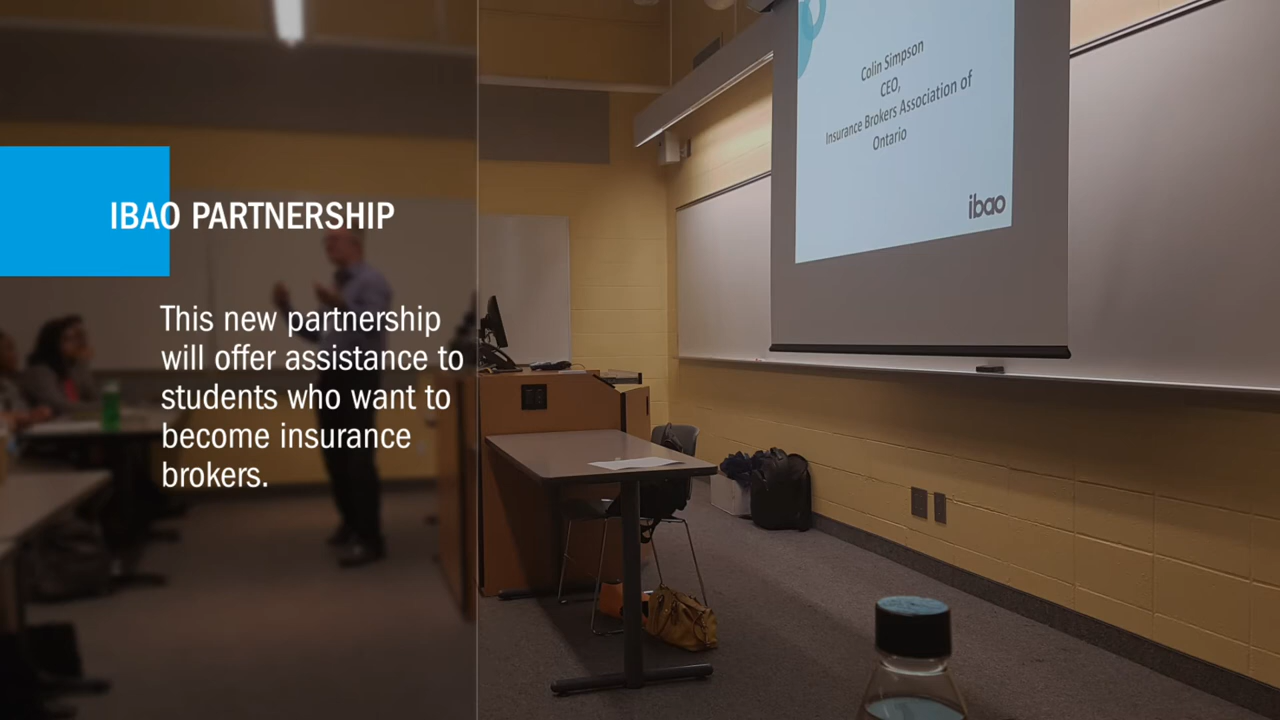 IBAO PARTNERSHIP
This new partnership
will offer assistance to
students who want to
become insurance
brokers.
Colin Simpson
CEO,
Insurance Brokers Association of
Ontario
ibao